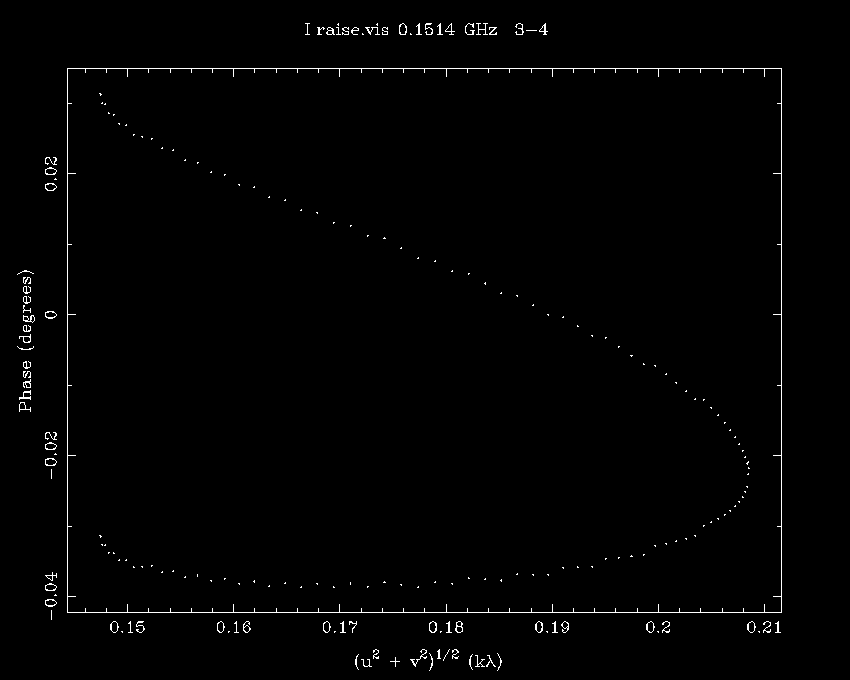 I raise.vis 0.1514 GHz 3−4
Phase (degrees)
0.02
0
−0.02
−0.04
0.15 0.16 0.17 0.18 0.19 0.2 0.21
(u² + v²)^1/2 (kλ)